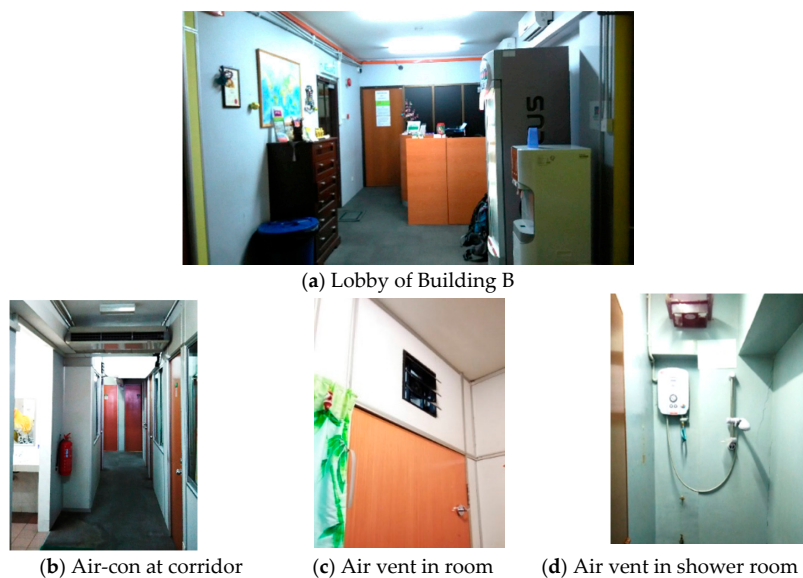 (a) Lobby of Building B
(b) Air-con at corridor
(c) Air vent in room
(d) Air vent in shower room